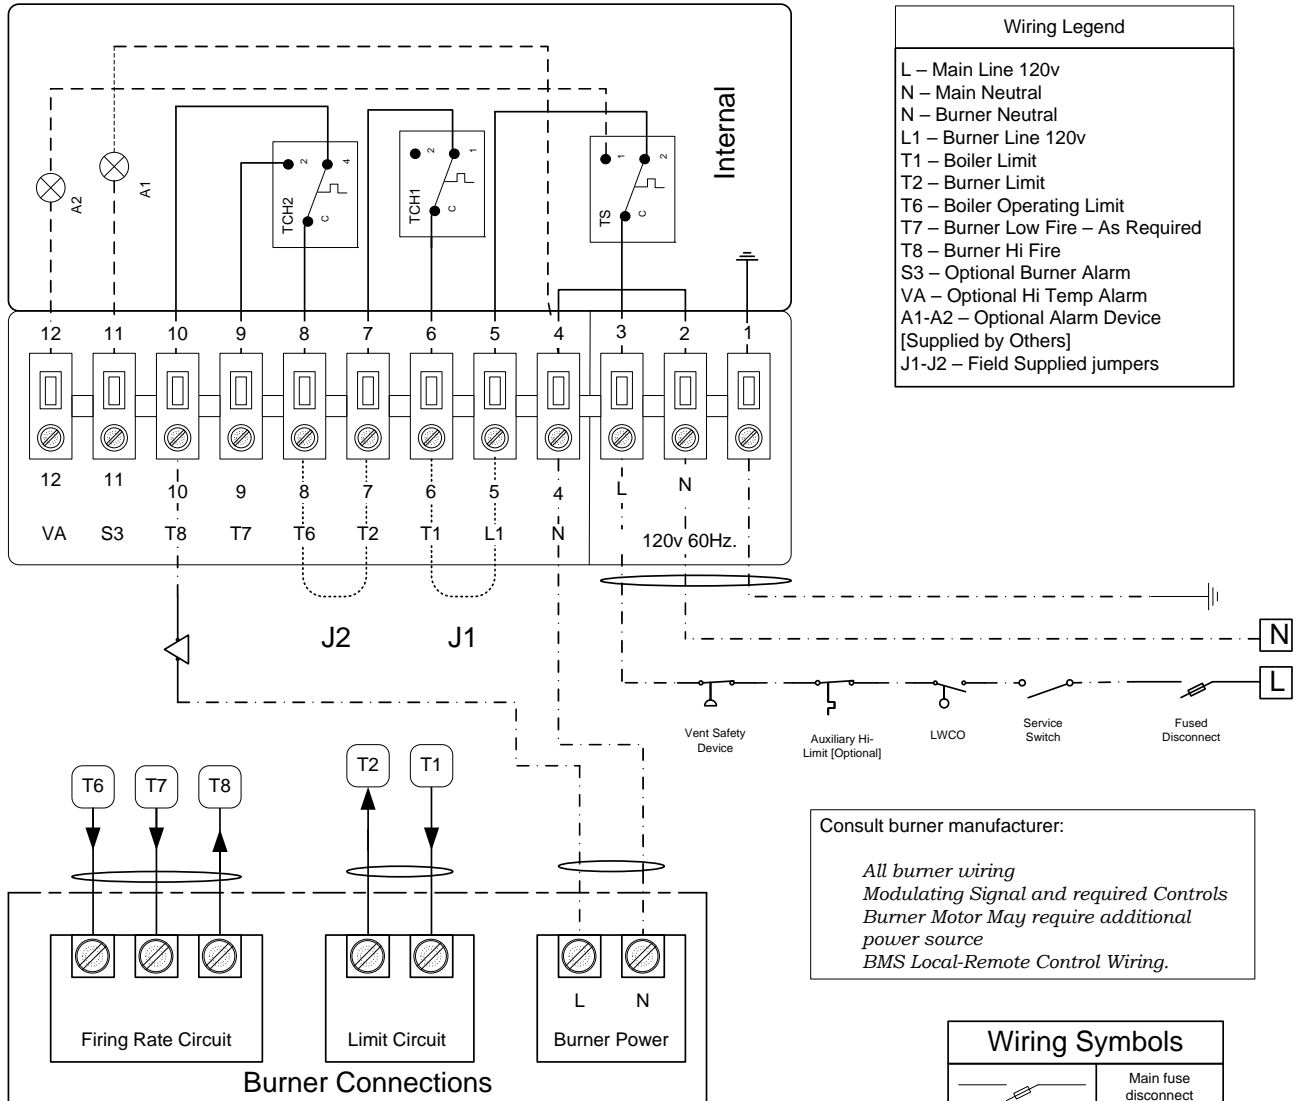 Wiring Legend
L – Main Line 120v
N – Main Neutral
N – Burner Neutral
L1 – Burner Line 120v
T1 – Boiler Limit
T2 – Burner Limit
T6 – Boiler Operating Limit
T7 – Burner Low Fire – As Required
T8 – Burner Hi Fire
S3 – Optional Burner Alarm
VA – Optional Hi Temp Alarm
A1-A2 – Optional Alarm Device
[Supplied by Others]
J1-J2 – Field Supplied jumpers
Internal
A2
A1
TCH2
2
4
C
TCH1
2
1
C
TS
1
2
C
12 11 10 9 8 7 6 5 4 3 2 1
12 11 10 9 8 7 6 5 4 L N
VA S3 T8 T7 T6 T2 T1 L1 N
120v 60Hz.
J2 J1
N
L
Vent Safety
Device
Auxiliary Hi-
Limit [Optional]
LWCO
Service
Switch
Fused
Disconnect
T6 T7 T8 T2 T1
L N
Firing Rate Circuit
Limit Circuit
Burner Power
Burner Connections
Consult burner manufacturer:
All burner wiring
Modulating Signal and required Controls
Burner Motor May require additional
power source
BMS Local-Remote Control Wiring.
Wiring Symbols
Main fuse
disconnect